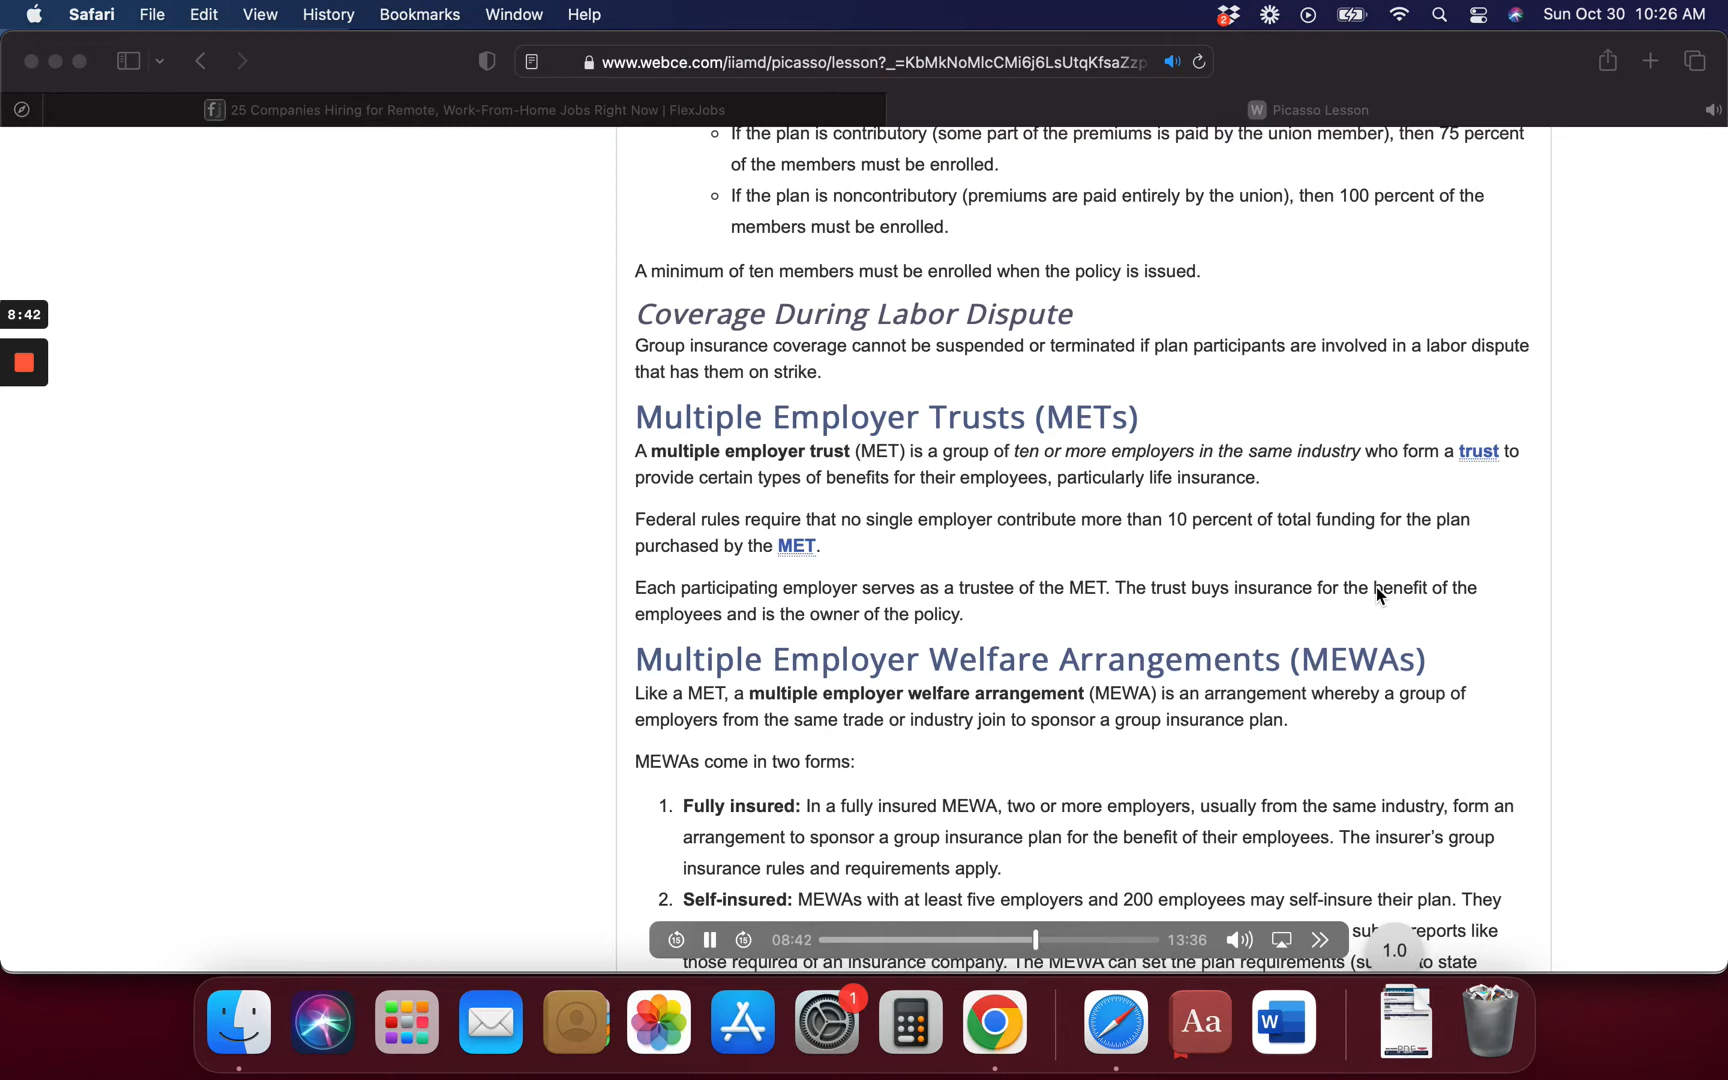 Safari File Edit View History Bookmarks Window Help 2 Sun Oct 30 10:26 AM
www.webce.com/iiamd/picasso/lesson?_=KbMkNoMlcCMi6j6LsUtqKfsaZzp
25 Companies Hiring for Remote, Work-From-Home Jobs Right Now | FlexJobs W Picasso Lesson
If the plan is contributory (some part of the premiums is paid by the union member), then 75 percent
of the members must be enrolled.
If the plan is noncontributory (premiums are paid entirely by the union), then 100 percent of the
members must be enrolled.
A minimum of ten members must be enrolled when the policy is issued.
8:42
Coverage During Labor Dispute
Group insurance coverage cannot be suspended or terminated if plan participants are involved in a labor dispute
that has them on strike.
Multiple Employer Trusts (METs)
A multiple employer trust (MET) is a group of ten or more employers in the same industry who form a trust to
provide certain types of benefits for their employees, particularly life insurance.
Federal rules require that no single employer contribute more than 10 percent of total funding for the plan
purchased by the MET.
Each participating employer serves as a trustee of the MET. The trust buys insurance for the benefit of the
employees and is the owner of the policy.
Multiple Employer Welfare Arrangements (MEWAs)
Like a MET, a multiple employer welfare arrangement (MEWA) is an arrangement whereby a group of
employers from the same trade or industry join to sponsor a group insurance plan.
MEWAs come in two forms:
1. Fully insured: In a fully insured MEWA, two or more employers, usually from the same industry, form an
arrangement to sponsor a group insurance plan for the benefit of their employees. The insurer's group
insurance rules and requirements apply.
2. Self-insured: MEWAs with at least five employers and 200 employees may self-insure their plan. They
reports like
15 15 08:42 13:36 1.0
those required of an insurance company. The MEWA can set the plan requirements to state
1 Aa W PDF